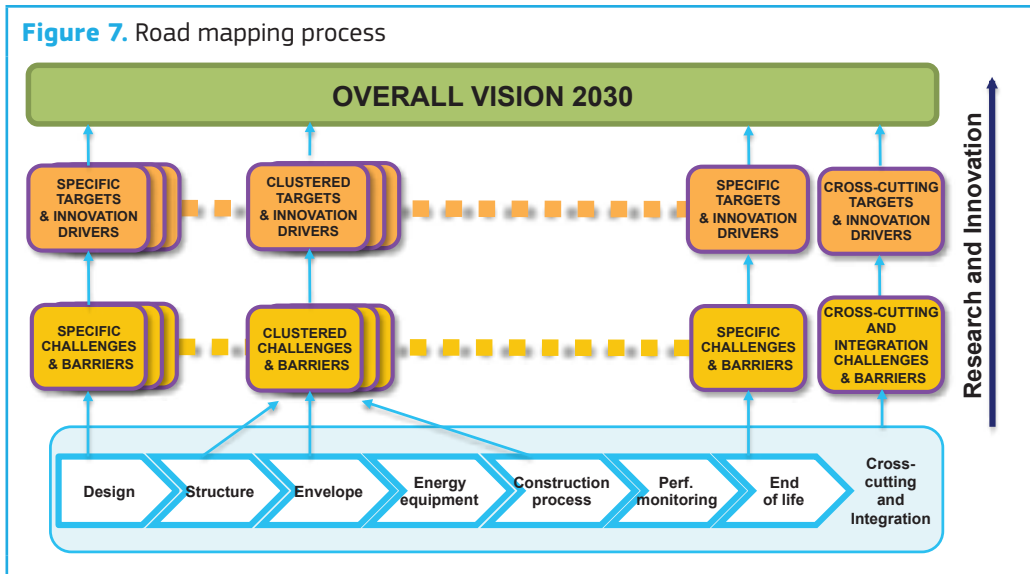 Figure 7. Road mapping process
OVERALL VISION 2030
SPECIFIC
TARGETS
& INNOVATION
DRIVERS
CLUSTERED
TARGETS
& INNOVATION
DRIVERS
SPECIFIC
TARGETS
& INNOVATION
DRIVERS
CROSS-CUTTING
TARGETS
& INNOVATION
DRIVERS
SPECIFIC
CHALLENGES
& BARRIERS
CLUSTERED
CHALLENGES
& BARRIERS
SPECIFIC
CHALLENGES
& BARRIERS
CROSS-CUTTING
AND
INTEGRATION
CHALLENGES
& BARRIERS
Design
Structure
Envelope
Energy
equipment
Construction
process
Perf.
monitoring
End
of life
Cross-
cutting
and
Integration
Research and Innovation